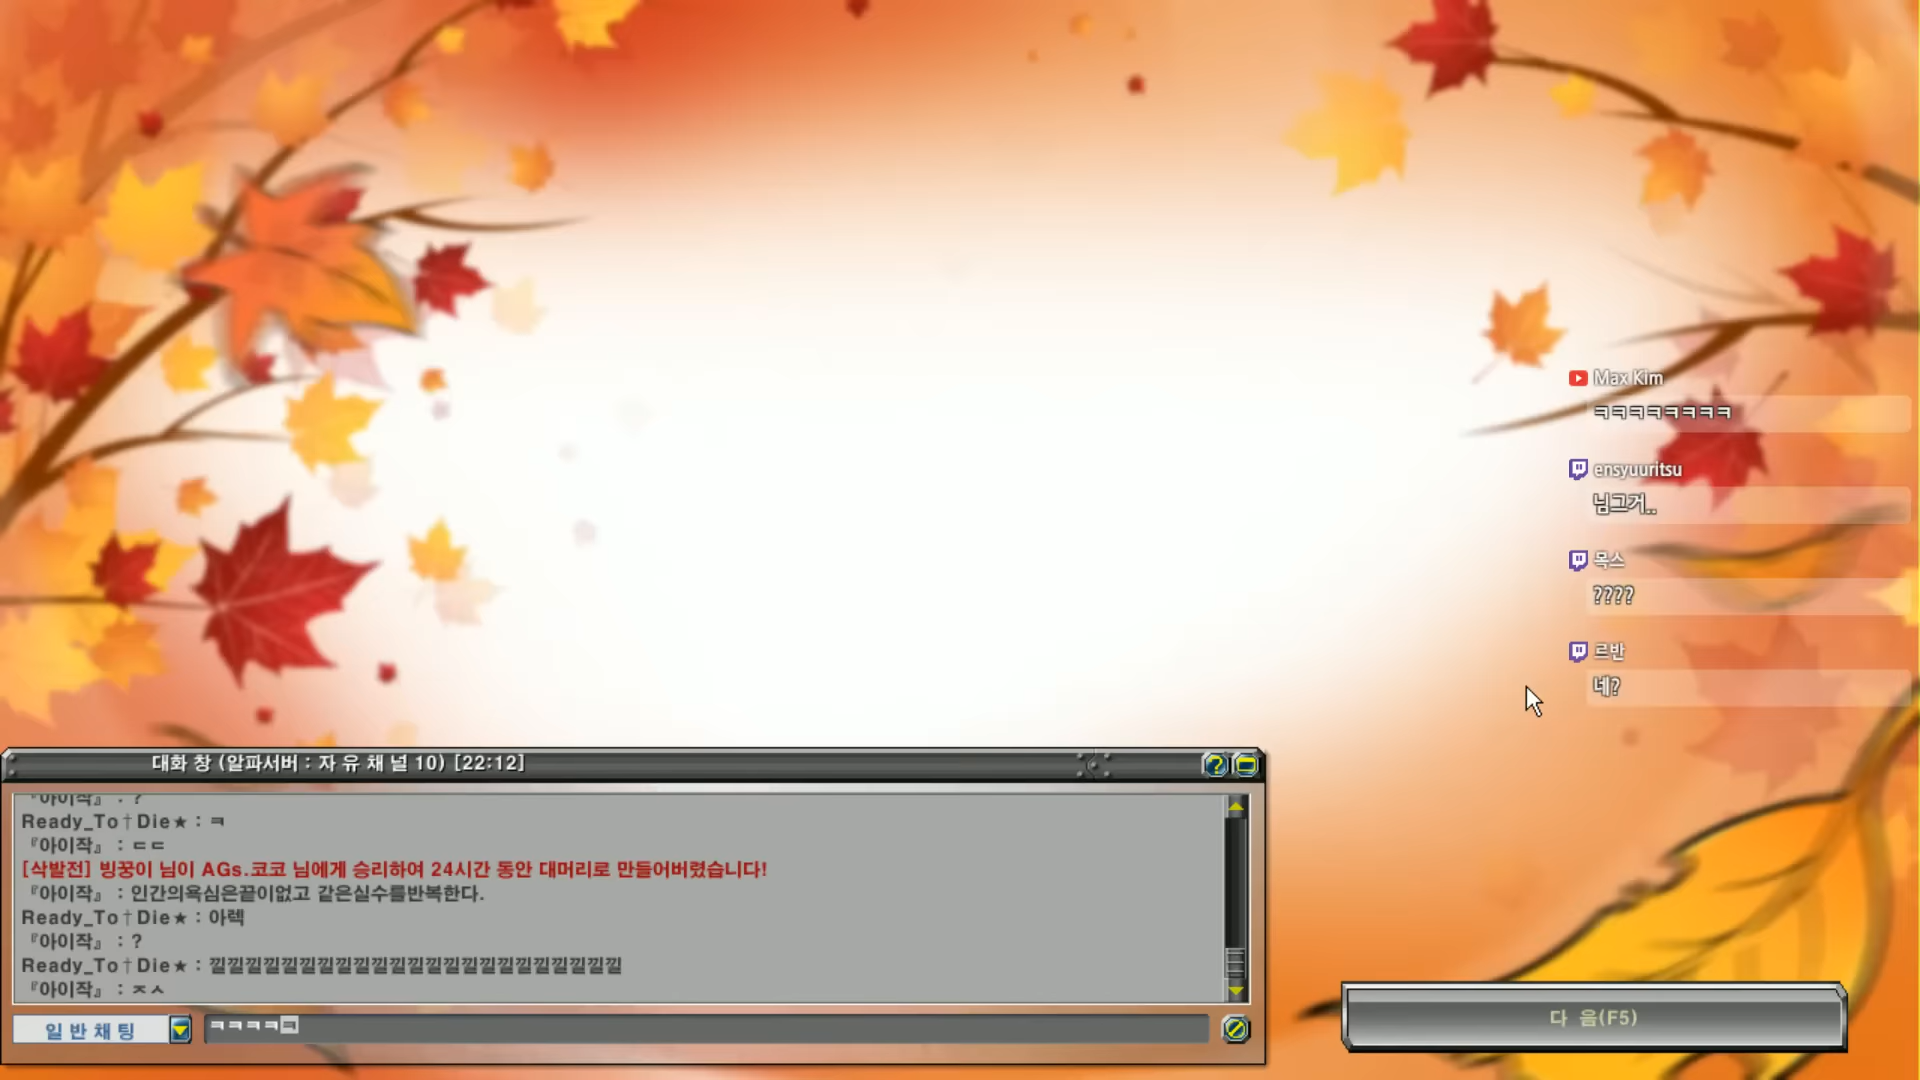 Max Kim
ㅋㅋㅋㅋㅋㅋㅋㅋ
ensyuuritsu
님그거..
목스
????
르반
네?
대화 창 (알파서버 : 자 유 채 널 10) [22:12]
『아이작』 : ?
Ready_To†Die★ : ㅋ
『아이작』 : ㄷㄷ
[삭발전] 빙꿍이 님이 AGs.코코 님에게 승리하여 24시간 동안 대머리로 만들어버렸습니다!
『아이작』 : 인간의욕심은끝이없고 같은실수를반복한다.
Ready_To†Die★ : 아렉
『아이작』 : ?
Ready_To†Die★ : 낄낄낄낄낄낄낄낄낄낄낄낄낄낄낄낄낄낄낄낄낄낄낄
『아이작』 : ㅈㅅ
일 반 채 팅
ㅋㅋㅋㅋㅋ
다 음(F5)